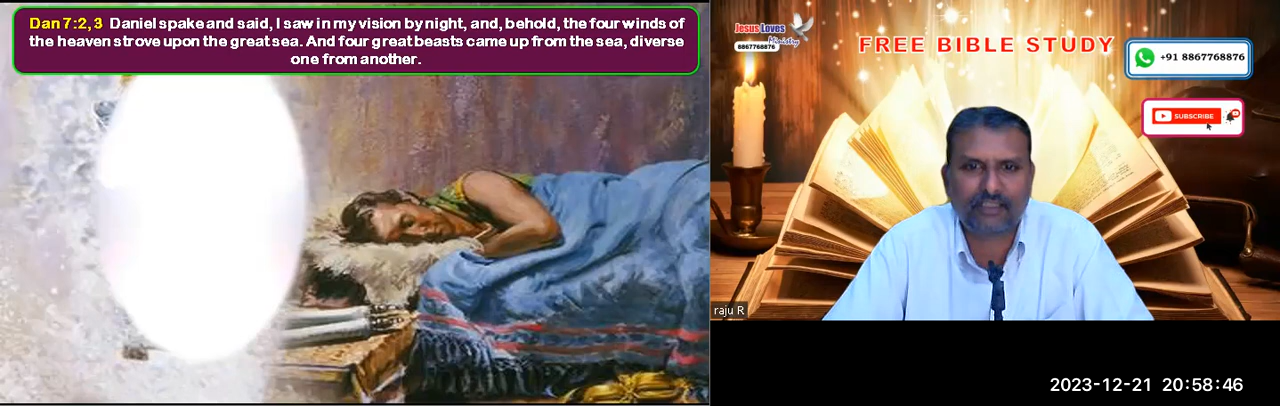 Dan 7:2, 3 Daniel spake and said, I saw in my vision by night, and, behold, the four winds of
the heaven strove upon the great sea. And four great beasts came up from the sea, diverse
one from another.
Jesus Loves
Ministry
8867768876
FREE BIBLE STUDY
+91 8867768876
SUBSCRIBE
raju R
2023-12-21 20:58:46